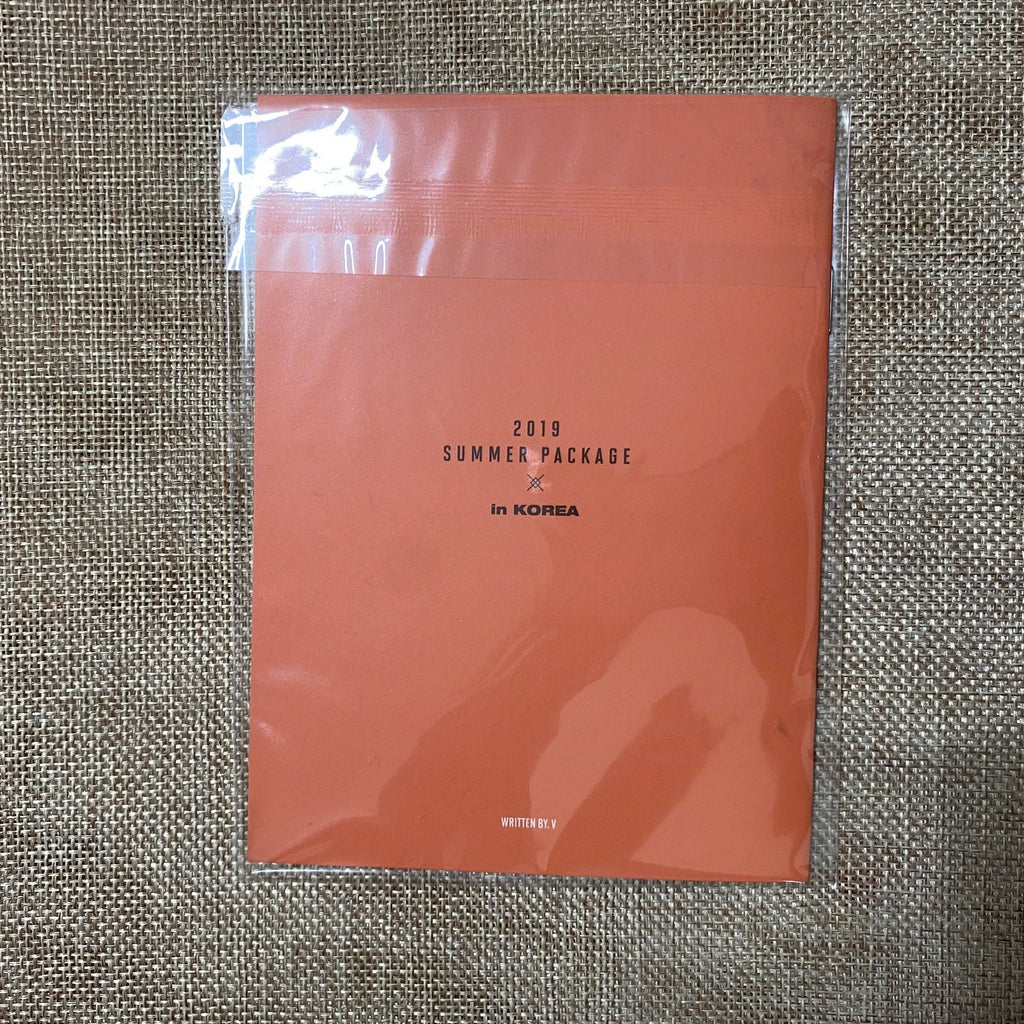 2019
SUMMER PACKAGE
in KOREA
WRITTEN BY. V